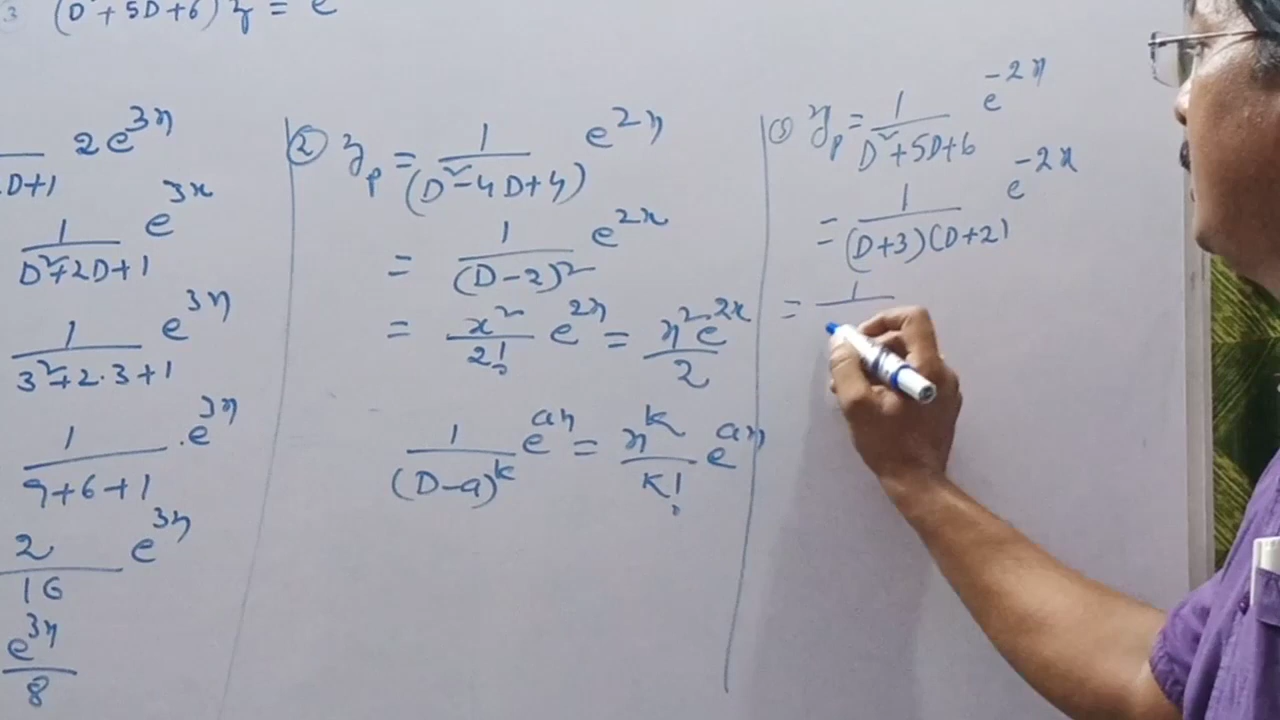 3 (D²+5D+6)y = e
.D+1 2e^3x
1/(D²+2D+1) e^3x
1/(3²+2.3+1) e^3x
1/(9+6+1) .e^3x
2/16 e^3x
e^3x/8
② y_p = 1/(D²-4D+4) e^2x
= 1/(D-2)² e^2x
= x²/2! e^2x = x²e^2x/2
1/(D-a)^k e^ax = x^k/k! e^ax
③ y_p = 1/(D²+5D+6) e^-2x
= 1/(D+3)(D+2) e^-2x
= 1